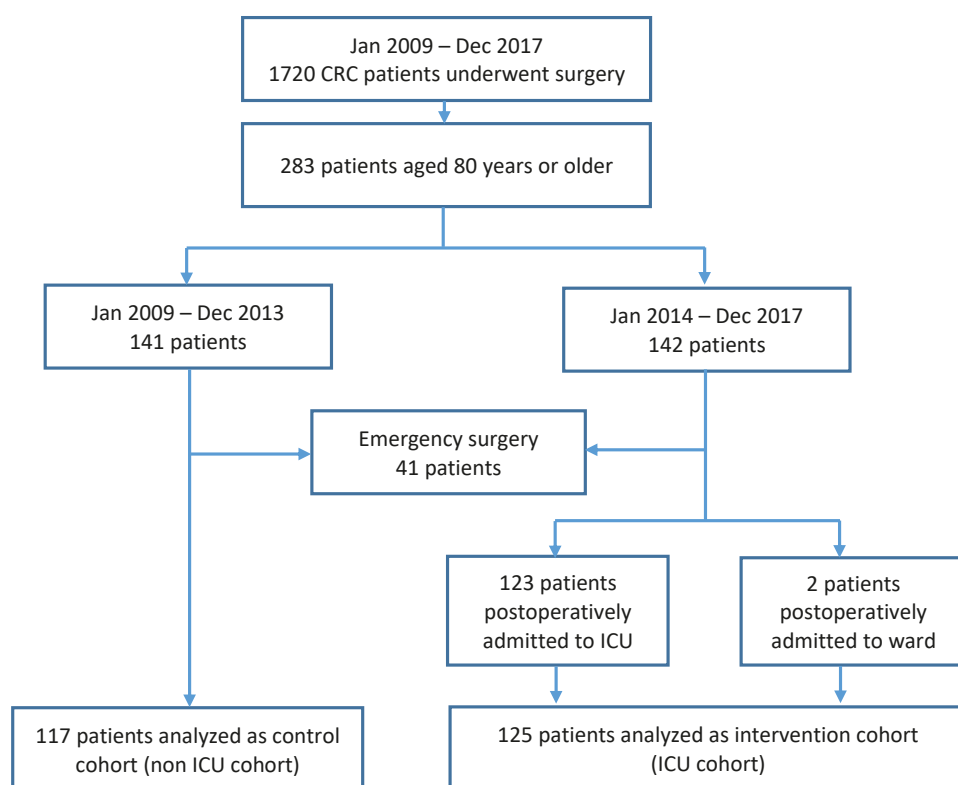 Jan 2009 – Dec 2017
1720 CRC patients underwent surgery
283 patients aged 80 years or older
Jan 2009 – Dec 2013
141 patients
Jan 2014 – Dec 2017
142 patients
Emergency surgery
41 patients
123 patients
postoperatively
admitted to ICU
2 patients
postoperatively
admitted to ward
117 patients analyzed as control
cohort (non ICU cohort)
125 patients analyzed as intervention cohort
(ICU cohort)